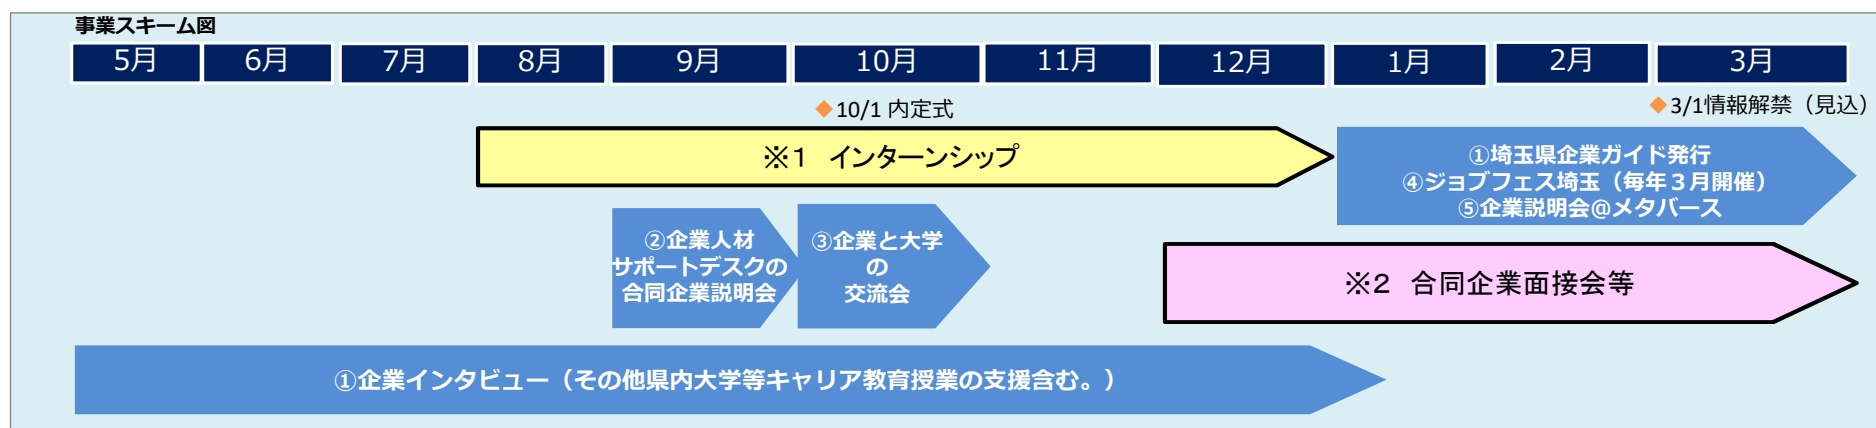 事業スキーム図
5月 6月 7月 8月 9月 10月 11月 12月 1月 2月 3月
◆10/1 内定式
◆3/1情報解禁（見込）
※1 インターンシップ
①埼玉県企業ガイド発行
④ジョブフェス埼玉（毎年３月開催）
⑤企業説明会@メタバース
②企業人材
サポートデスクの
合同企業説明会
③企業と大学
の
交流会
※2 合同企業面接会等
①企業インタビュー（その他県内大学等キャリア教育授業の支援含む。）